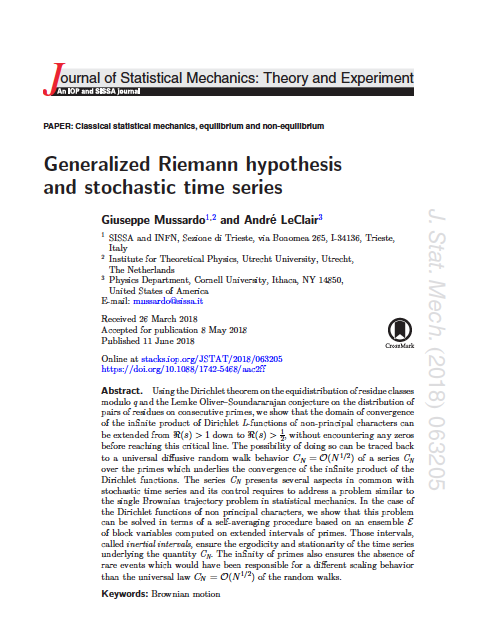 Journal of Statistical Mechanics: Theory and Experiment
An IOP and SISSA journal
PAPER: Classical statistical mechanics, equilibrium and non-equilibrium
Generalized Riemann hypothesis
and stochastic time series
Giuseppe Mussardo1,2 and André LeClair3
1 SISSA and INFN, Sezione di Trieste, via Bonomea 265, I-34136, Trieste,
Italy
2 Institute for Theoretical Physics, Utrecht University, Utrecht,
The Netherlands
3 Physics Department, Cornell University, Ithaca, NY 14850,
United States of America
E-mail: mussardo@sissa.it
Received 26 March 2018
Accepted for publication 8 May 2018
Published 11 June 2018
CrossMark
Online at stacks.iop.org/JSTAT/2018/063205
https://doi.org/10.1088/1742-5468/aac2ff
Abstract. Using the Dirichlet theorem on the equidistribution of residue classes
modulo q and the Lemke Oliver–Soundararajan conjecture on the distribution of
pairs of residues on consecutive primes, we show that the domain of convergence
of the infinite product of Dirichlet L-functions of non-principal characters can
be extended from ℜ(s) > 1 down to ℜ(s) > 1/2, without encountering any zeros
before reaching this critical line. The possibility of doing so can be traced back
to a universal diffusive random walk behavior C_N = O(N^1/2) of a series C_N
over the primes which underlies the convergence of the infinite product of the
Dirichlet functions. The series C_N presents several aspects in common with
stochastic time series and its control requires to address a problem similar to
the single Brownian trajectory problem in statistical mechanics. In the case of
the Dirichlet functions of non principal characters, we show that this problem
can be solved in terms of a self-averaging procedure based on an ensemble ℰ
of block variables computed on extended intervals of primes. Those intervals,
called inertial intervals, ensure the ergodicity and stationarity of the time series
underlying the quantity C_N. The infinity of primes also ensures the absence of
rare events which would have been responsible for a different scaling behavior
than the universal law C_N = O(N^1/2) of the random walks.
Keywords: Brownian motion
J. Stat. Mech. (2018) 063205